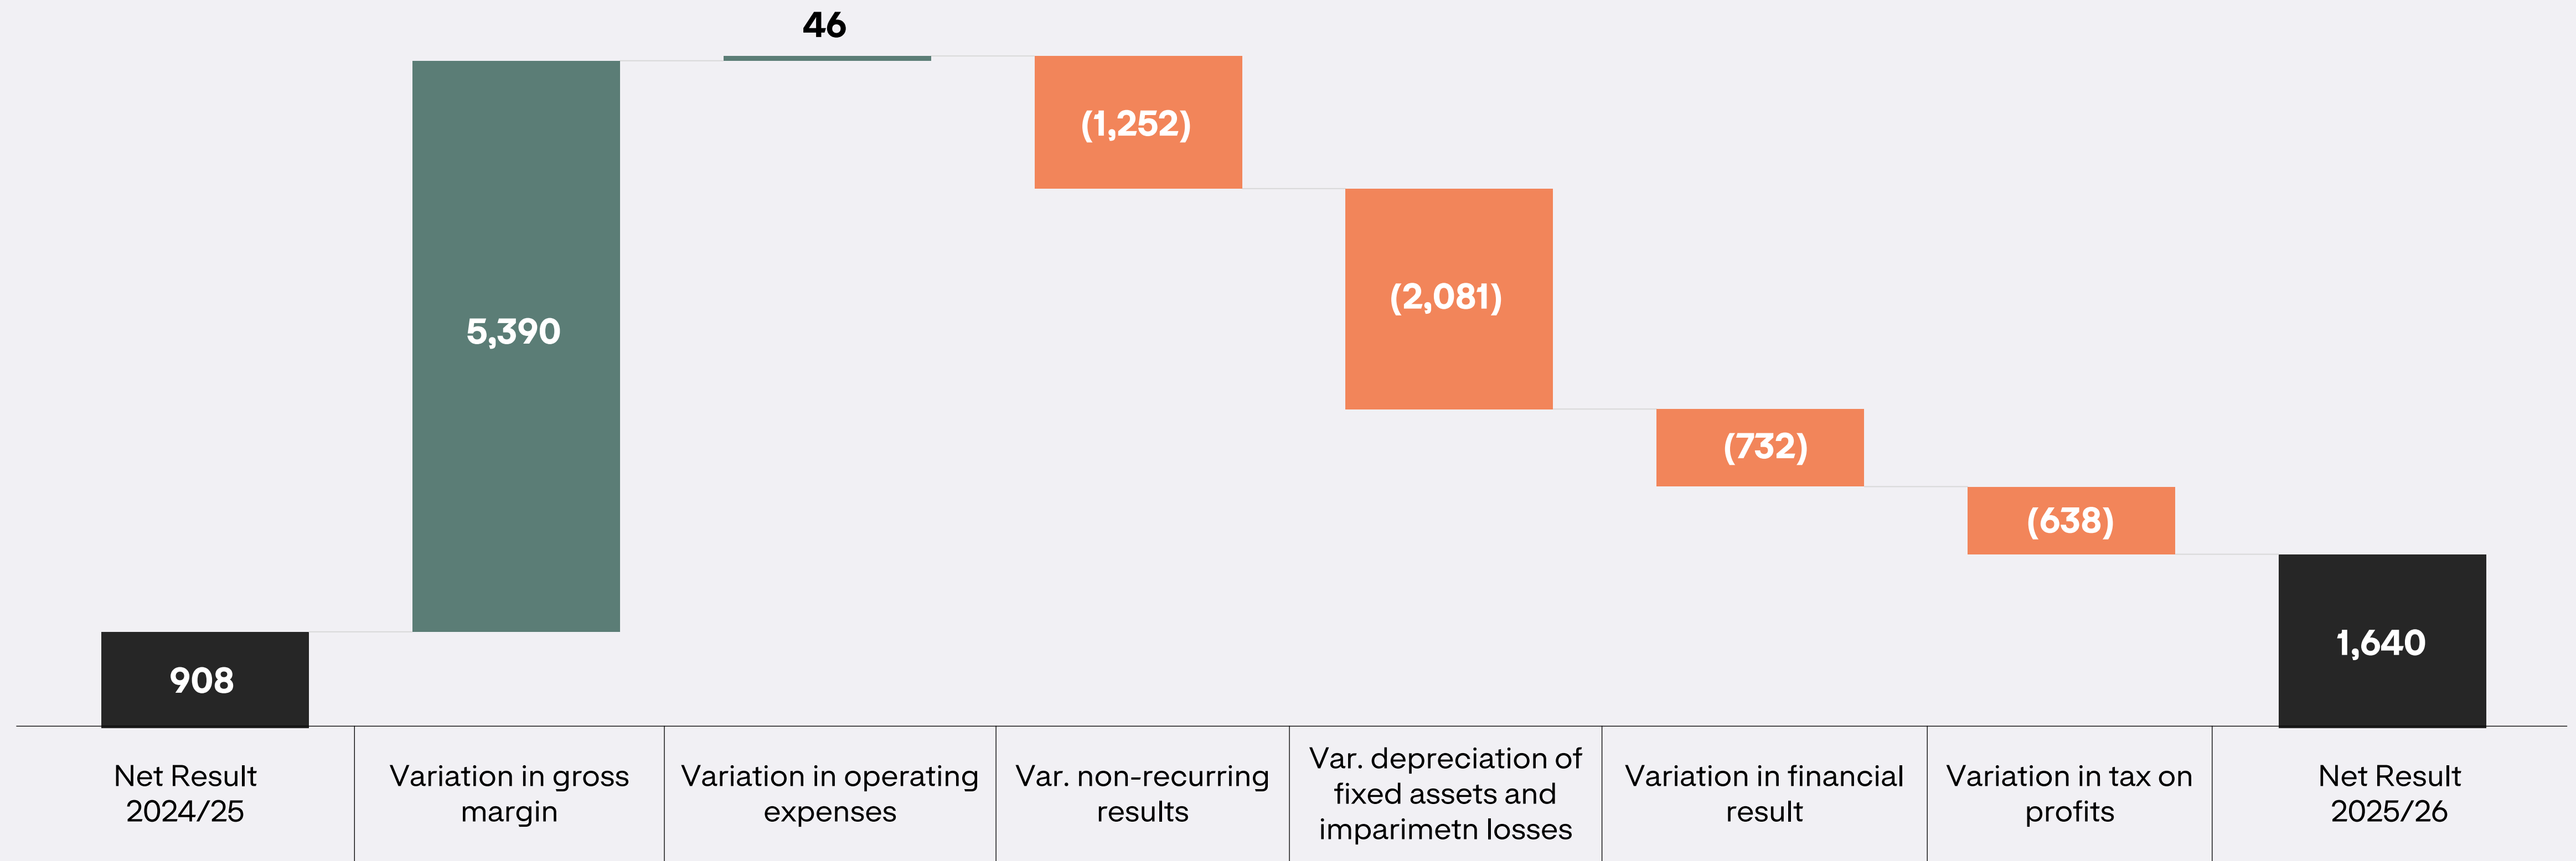 46
(1,252)
(2,081)
5,390
(732)
(638)
908
1,640
Net Result
2024/25
Variation in gross
margin
Variation in operating
expenses
Var. non-recurring
results
Var. depreciation of
fixed assets and
imparimetn losses
Variation in financial
result
Variation in tax on
profits
Net Result
2025/26